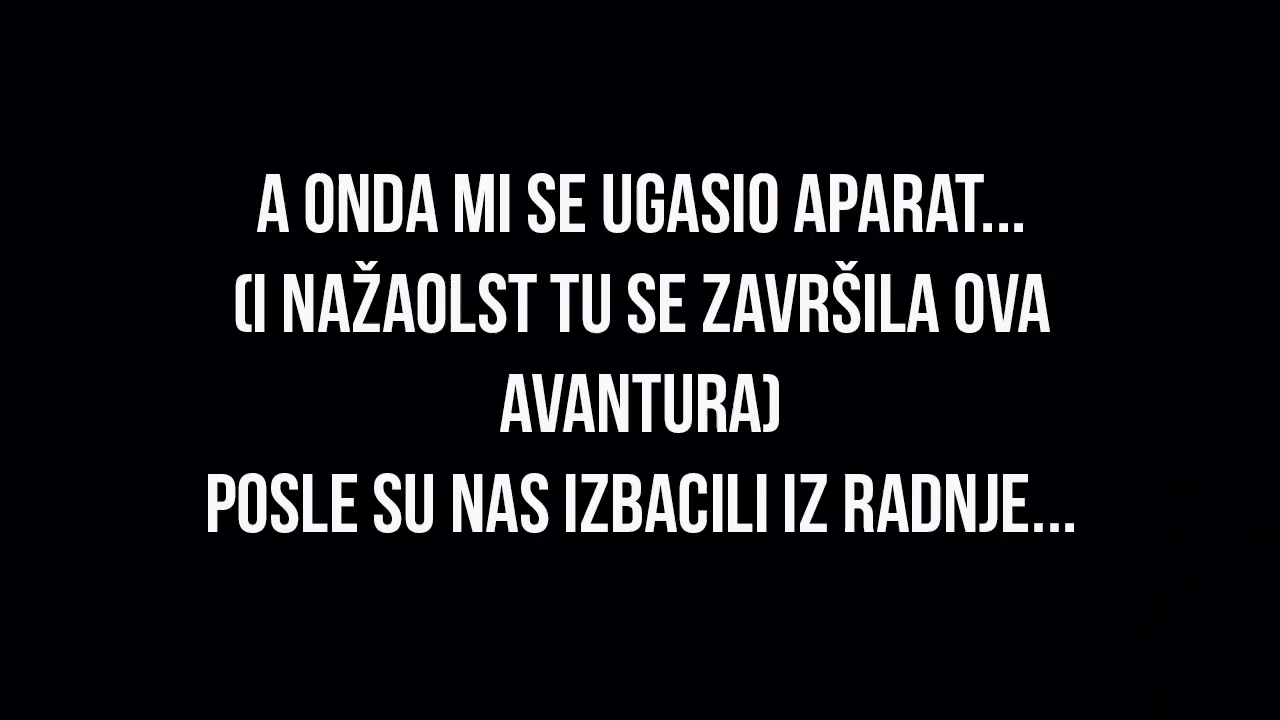 A ONDA MI SE UGASIO APARAT...
(I NAŽAOLST TU SE ZAVRŠILA OVA
AVANTURA)
POSLE SU NAS IZBACILI IZ RADNJE...